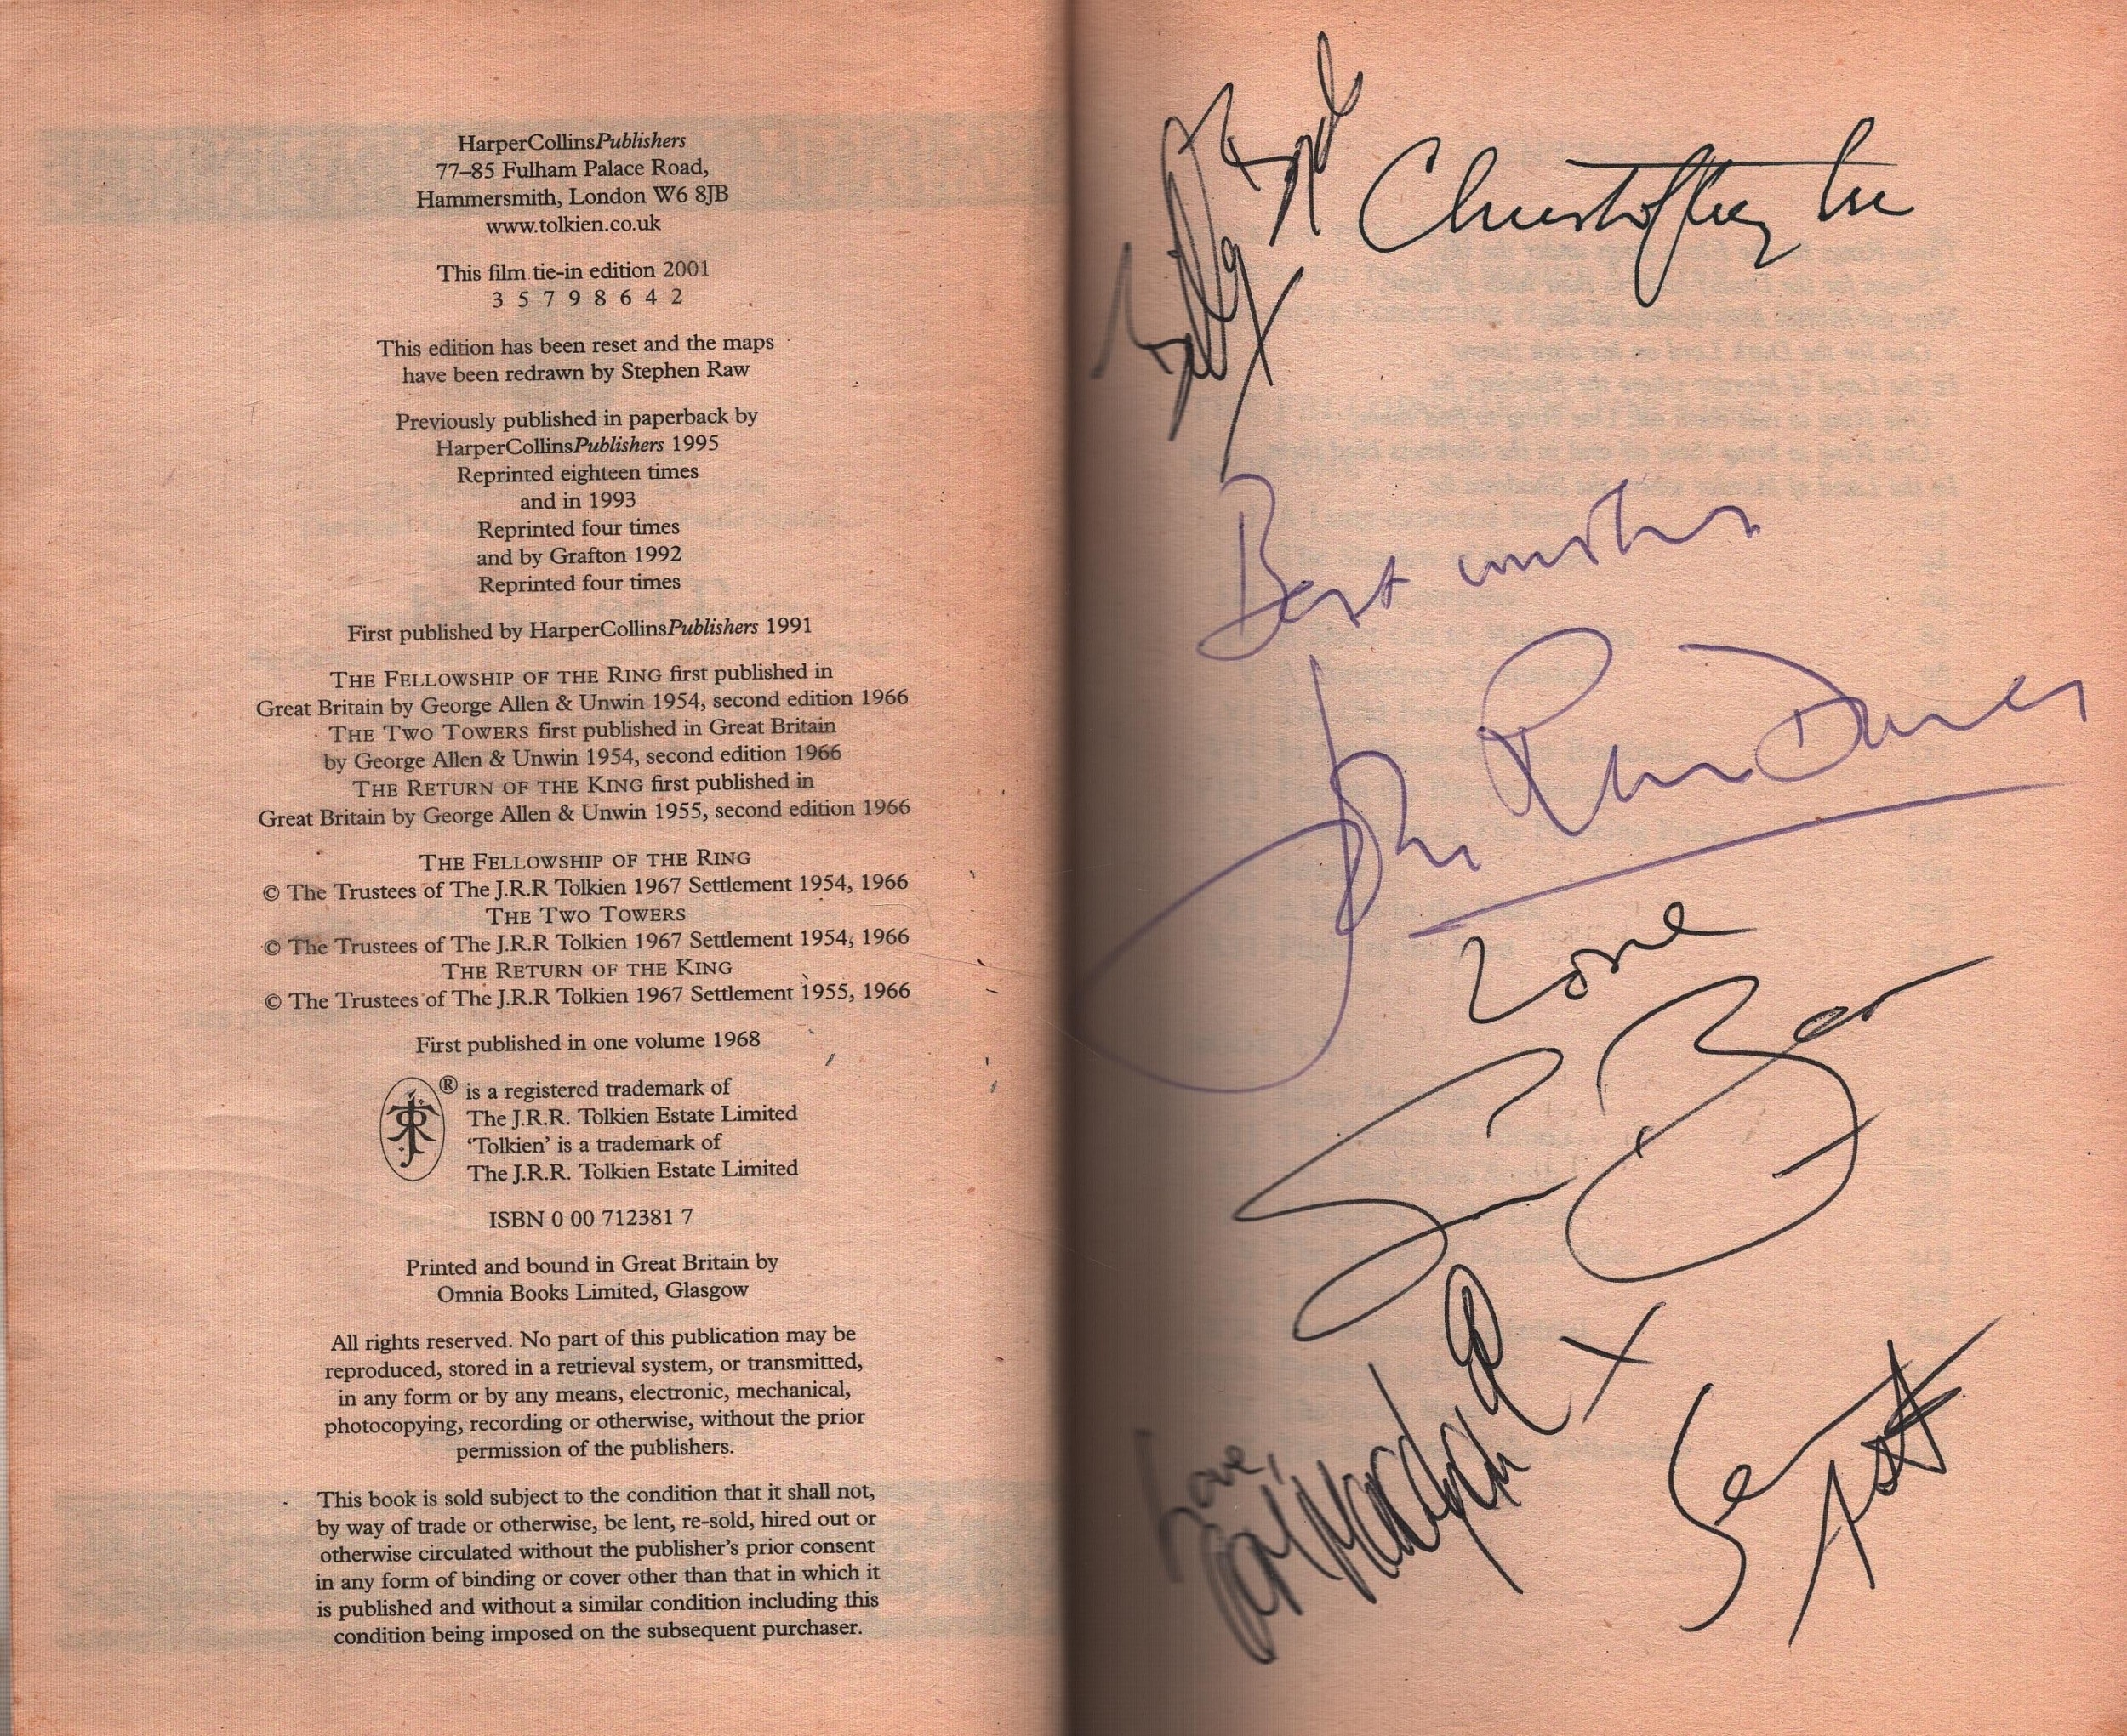 HarperCollinsPublishers
77–85 Fulham Palace Road,
Hammersmith, London W6 8JB
www.tolkien.co.uk
This film tie-in edition 2001
3 5 7 9 8 6 4 2
This edition has been reset and the maps
have been redrawn by Stephen Raw
Previously published in paperback by
HarperCollinsPublishers 1995
Reprinted eighteen times
and in 1993
Reprinted four times
and by Grafton 1992
Reprinted four times
First published by HarperCollinsPublishers 1991
THE FELLOWSHIP OF THE RING first published in
Great Britain by George Allen & Unwin 1954, second edition 1966
THE TWO TOWERS first published in Great Britain
by George Allen & Unwin 1954, second edition 1966
THE RETURN OF THE KING first published in
Great Britain by George Allen & Unwin 1955, second edition 1966
THE FELLOWSHIP OF THE RING
© The Trustees of The J.R.R Tolkien 1967 Settlement 1954, 1966
THE TWO TOWERS
© The Trustees of The J.R.R Tolkien 1967 Settlement 1954, 1966
THE RETURN OF THE KING
© The Trustees of The J.R.R Tolkien 1967 Settlement 1955, 1966
First published in one volume 1968
® is a registered trademark of
The J.R.R. Tolkien Estate Limited
‘Tolkien’ is a trademark of
The J.R.R. Tolkien Estate Limited
ISBN 0 00 712381 7
Printed and bound in Great Britain by
Omnia Books Limited, Glasgow
All rights reserved. No part of this publication may be
reproduced, stored in a retrieval system, or transmitted,
in any form or by any means, electronic, mechanical,
photocopying, recording or otherwise, without the prior
permission of the publishers.
This book is sold subject to the condition that it shall not,
by way of trade or otherwise, be lent, re-sold, hired out or
otherwise circulated without the publisher’s prior consent
in any form of binding or cover other than that in which it
is published and without a similar condition including this
condition being imposed on the subsequent purchaser.
Billy Boyd
X
Christopher Lee
Best wishes
John Rhys Davies
Love
Sean Bean
X
Love,